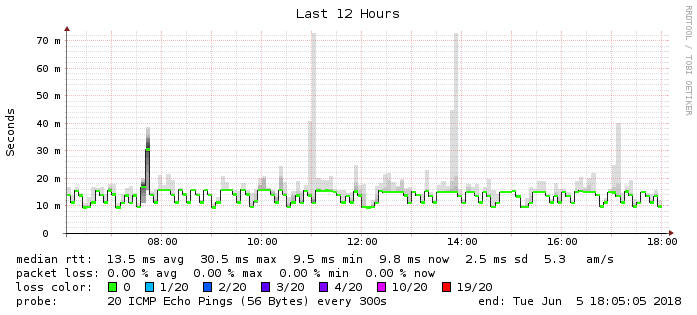 Last 12 Hours
RRDTOOL / TOBI OETIKER
Seconds
70 m
60 m
50 m
40 m
30 m
20 m
10 m
0
08:00 10:00 12:00 14:00 16:00 18:00
median rtt: 13.5 ms avg 30.5 ms max 9.5 ms min 9.8 ms now 2.5 ms sd 5.3 am/s
packet loss: 0.00 % avg 0.00 % max 0.00 % min 0.00 % now
loss color: 0 1/20 2/20 3/20 4/20 10/20 19/20
probe: 20 ICMP Echo Pings (56 Bytes) every 300s end: Tue Jun 5 18:05:05 2018